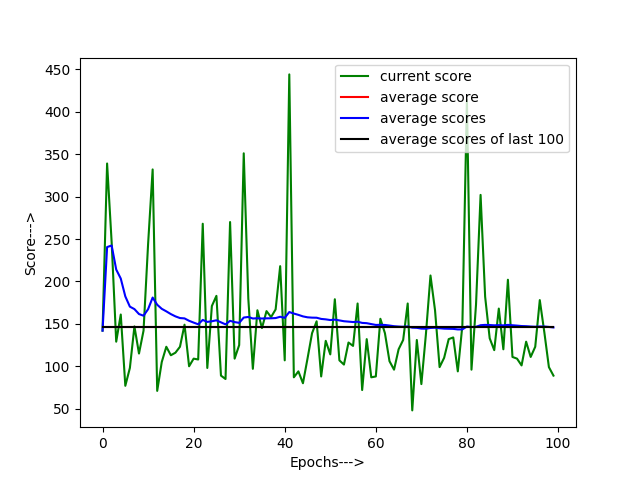 450
400
350
300
250
200
150
100
50
Score--->
0 20 40 60 80 100
Epochs--->
current score
average score
average scores
average scores of last 100